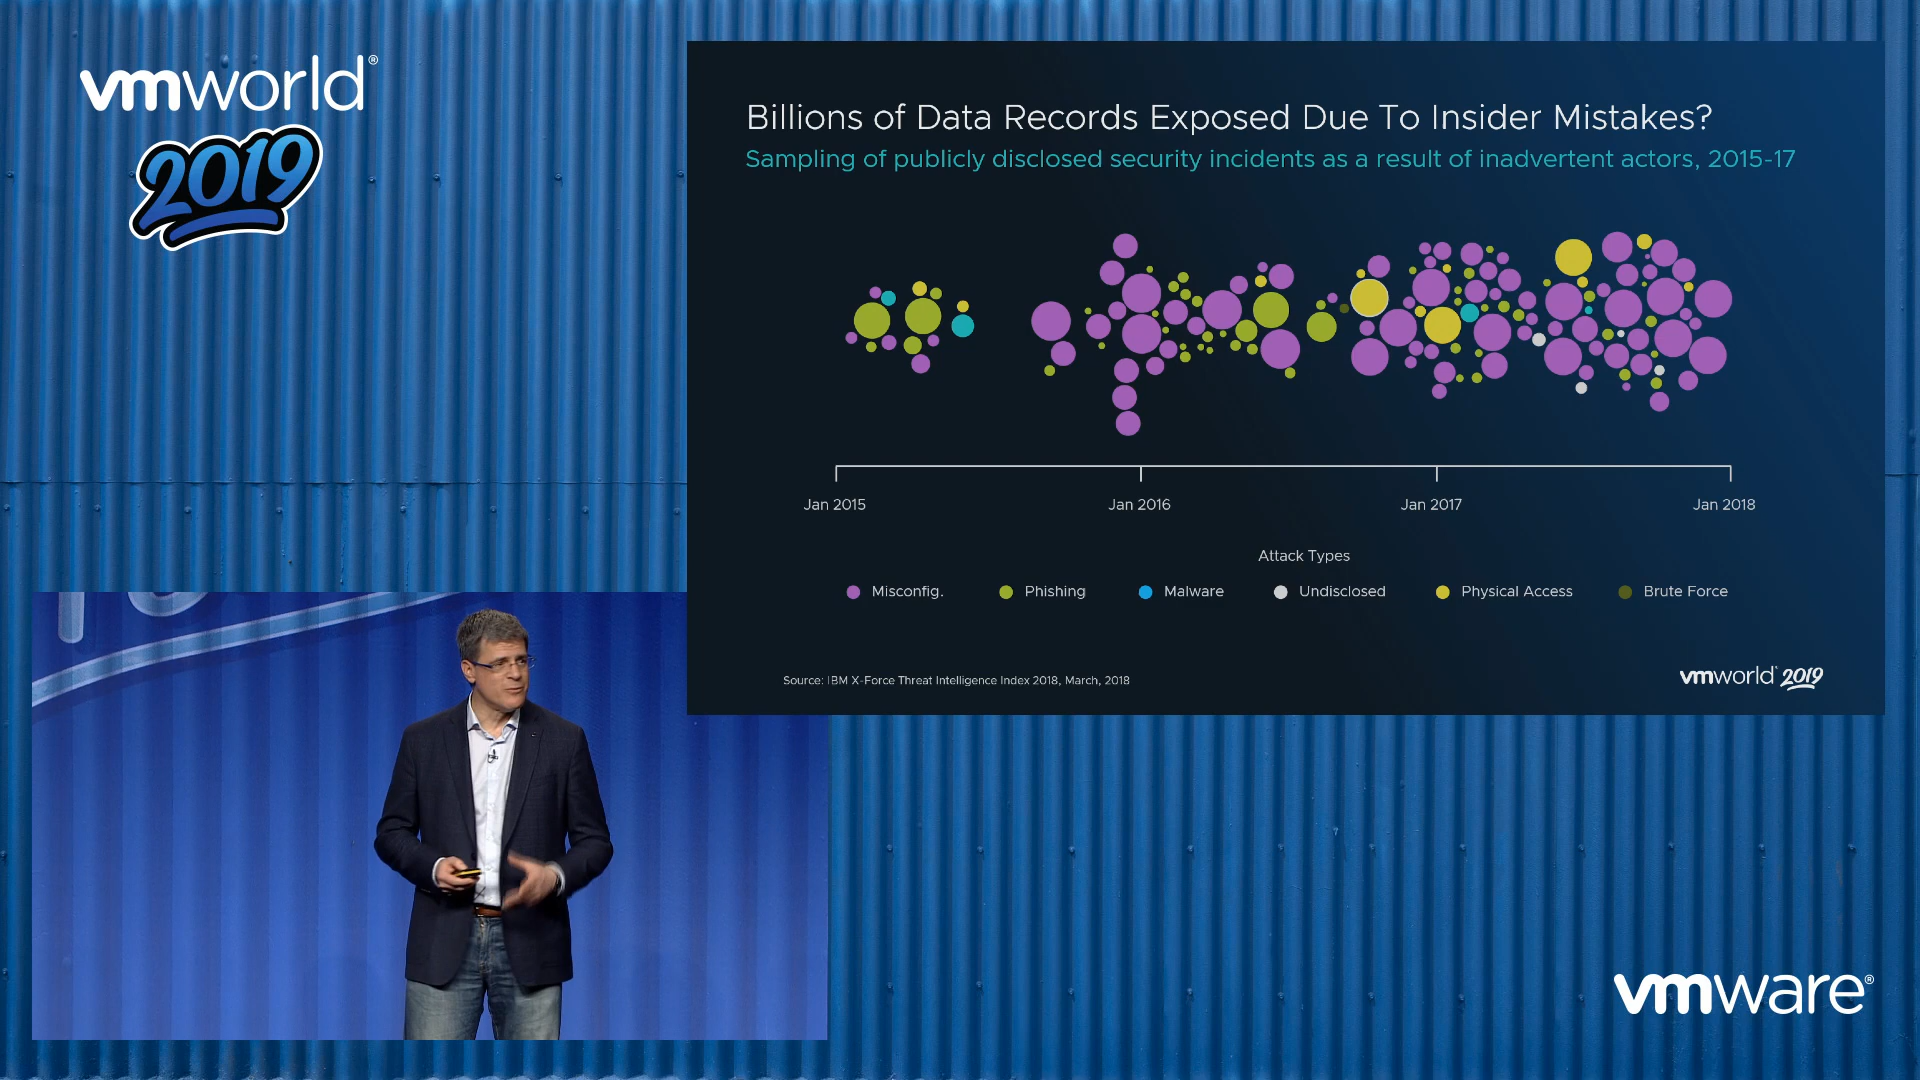 vmworld®
2019
Billions of Data Records Exposed Due To Insider Mistakes?
Sampling of publicly disclosed security incidents as a result of inadvertent actors, 2015-17
Jan 2015
Jan 2016
Jan 2017
Jan 2018
Attack Types
Misconfig.
Phishing
Malware
Undisclosed
Physical Access
Brute Force
Source: IBM X-Force Threat Intelligence Index 2018, March, 2018
vmworld® 2019
vmware®